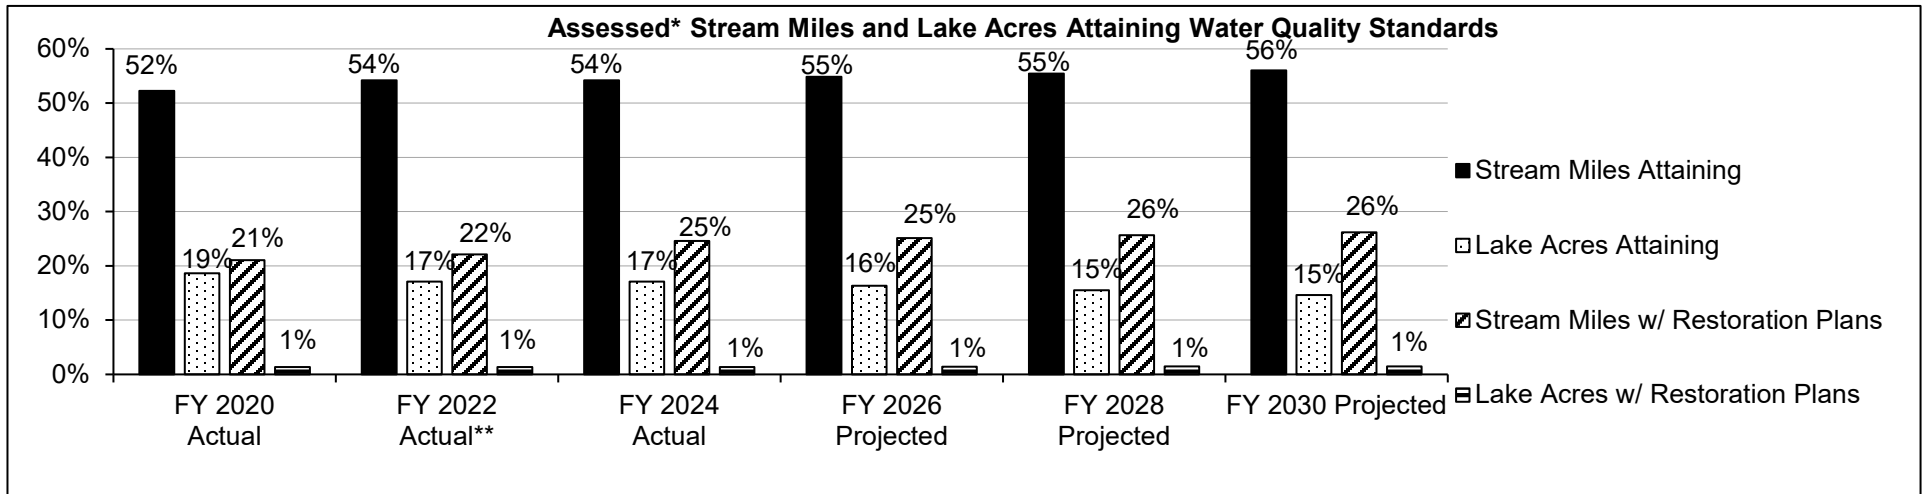 Assessed* Stream Miles and Lake Acres Attaining Water Quality Standards
60%
50%
40%
30%
20%
10%
0%
52%
19%
21%
1%
54%
17%
22%
1%
54%
17%
25%
1%
55%
16%
25%
1%
55%
15%
26%
1%
56%
15%
26%
1%
FY 2020
Actual
FY 2022
Actual**
FY 2024
Actual
FY 2026
Projected
FY 2028
Projected
FY 2030 Projected
Stream Miles Attaining
Lake Acres Attaining
Stream Miles w/ Restoration Plans
Lake Acres w/ Restoration Plans